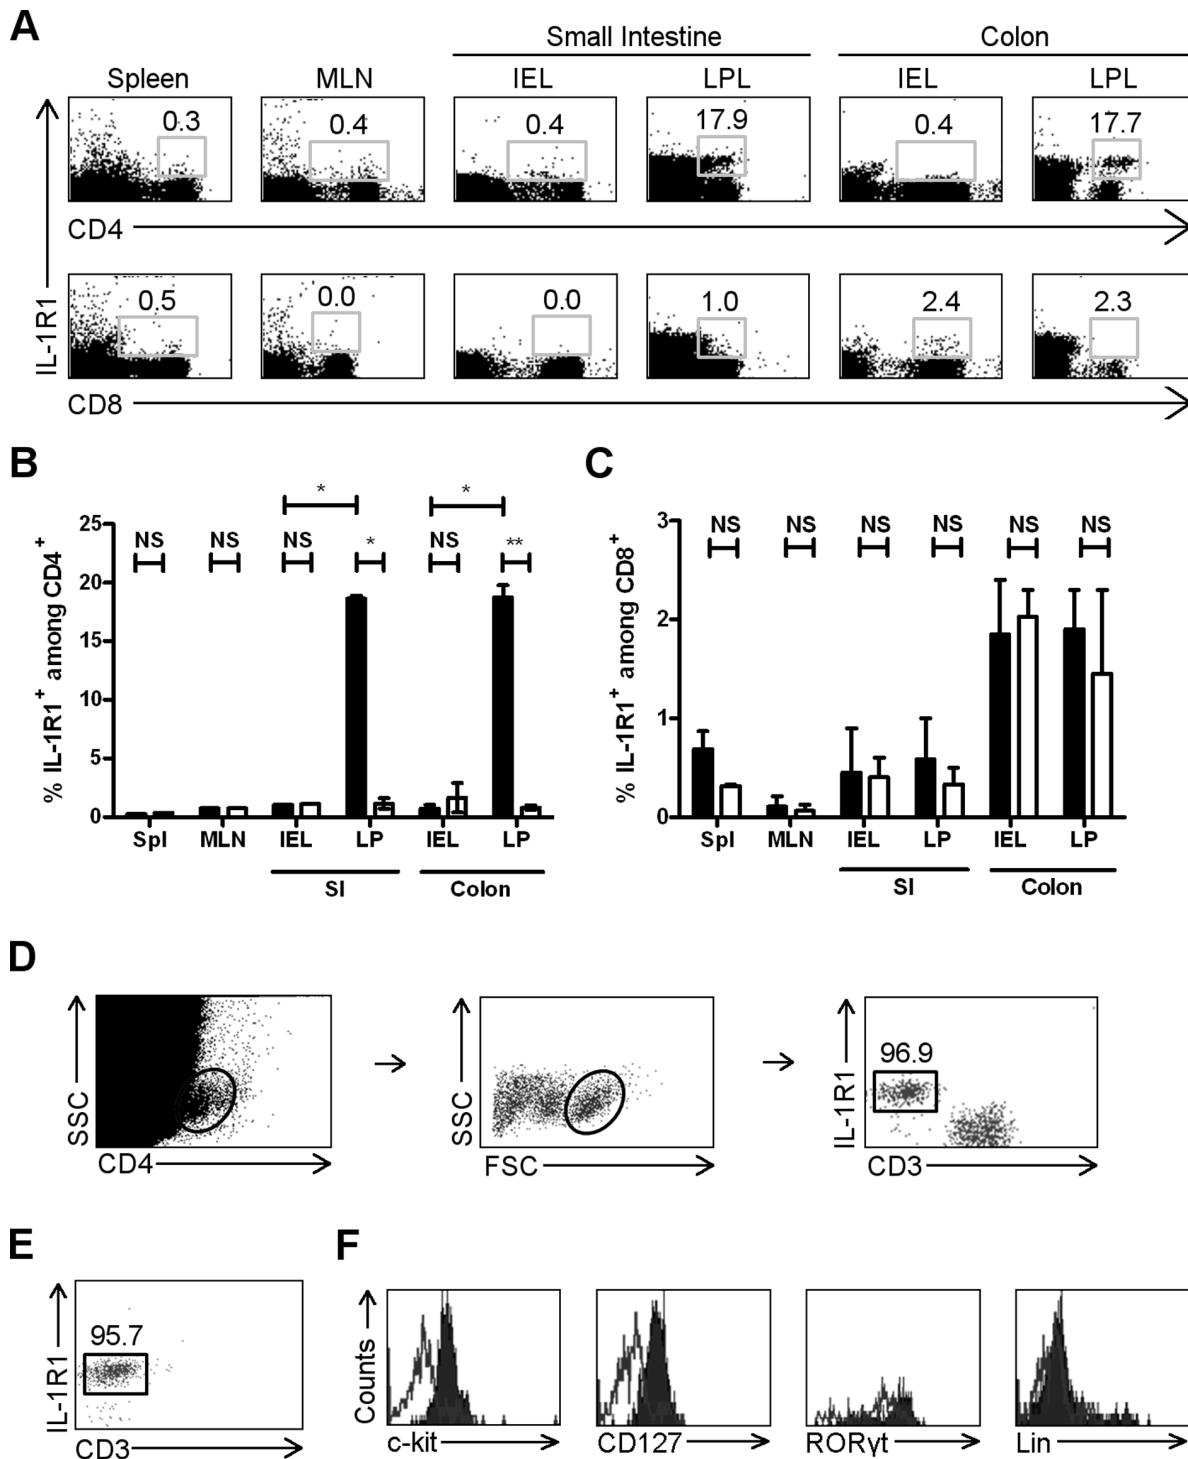 A
Small Intestine Colon
Spleen MLN IEL LPL IEL LPL
0.3 0.4 0.4 17.9 0.4 17.7
CD4
IL-1R1
0.5 0.0 0.0 1.0 2.4 2.3
CD8
B
% IL-1R1+ among CD4+
25
20
15
10
5
0
NS NS NS * NS **
* *
Spl MLN IEL LP IEL LP
SI Colon
C
% IL-1R1+ among CD8+
3
2
1
0
NS NS NS NS NS NS
Spl MLN IEL LP IEL LP
SI Colon
D
SSC
CD4
SSC
FSC
IL-1R1
96.9
CD3
E
IL-1R1
95.7
CD3
F
Counts
c-kit CD127 RORγt Lin